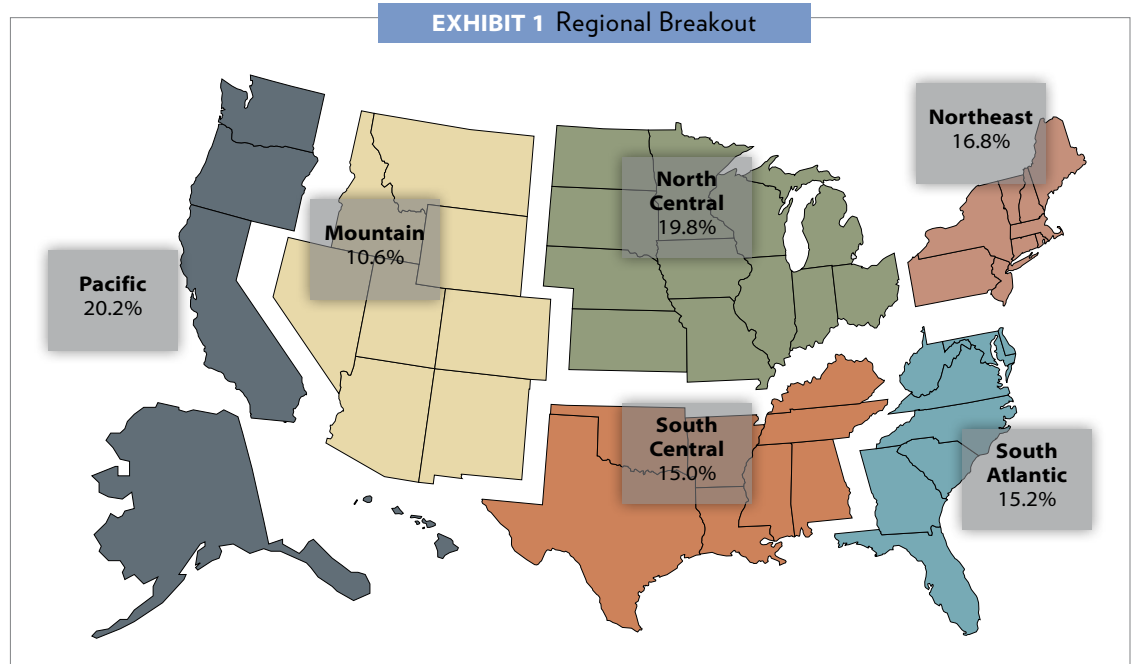 EXHIBIT 1 Regional Breakout
Northeast
16.8%
North
Central
19.8%
Mountain
10.6%
Pacific
20.2%
South
Central
15.0%
South
Atlantic
15.2%